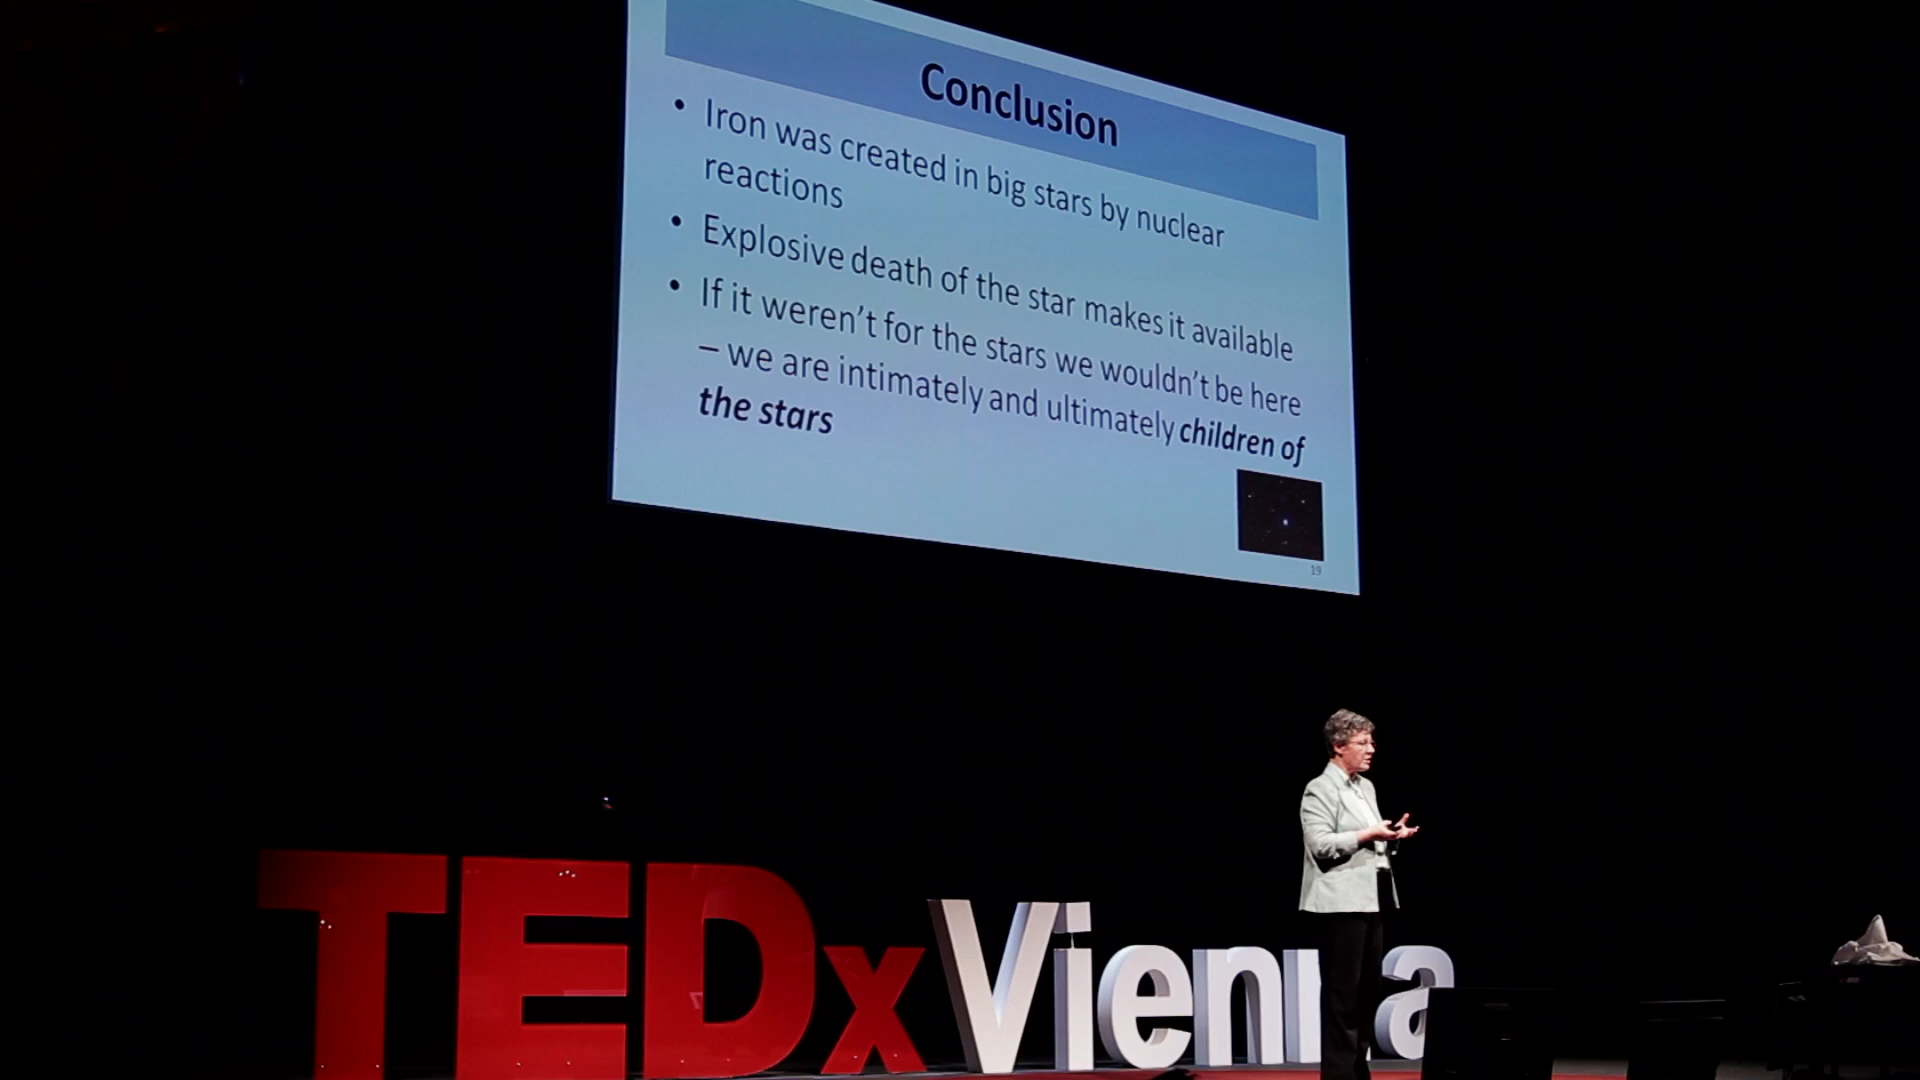 Conclusion
• Iron was created in big stars by nuclear
reactions
• Explosive death of the star makes it available
• If it weren't for the stars we wouldn't be here
– we are intimately and ultimately children of
the stars
19
TEDxVienna